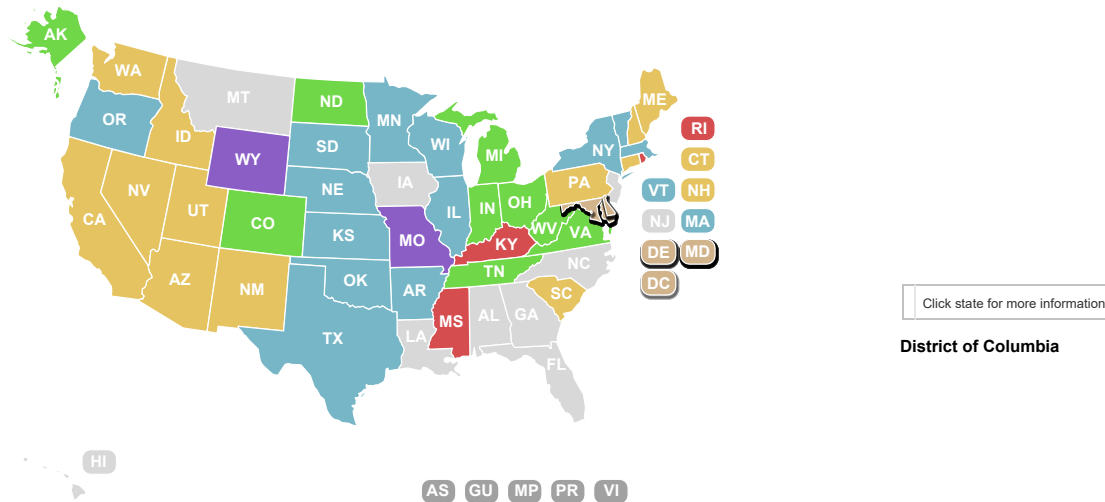 AK
WA
MT
ND
MN
ME
OR
RI
ID
SD
WI
NY
MI
CT
WY
NV
UT
NE
IA
PA
VT
NH
CA
CO
IL
IN
OH
NJ
MA
KS
MO
WV
VA
KY
DE
MD
AZ
NM
OK
AR
TN
NC
DC
SC
TX
MS
AL
GA
LA
FL
Click state for more information
District of Columbia
HI
AS
GU
MP
PR
VI